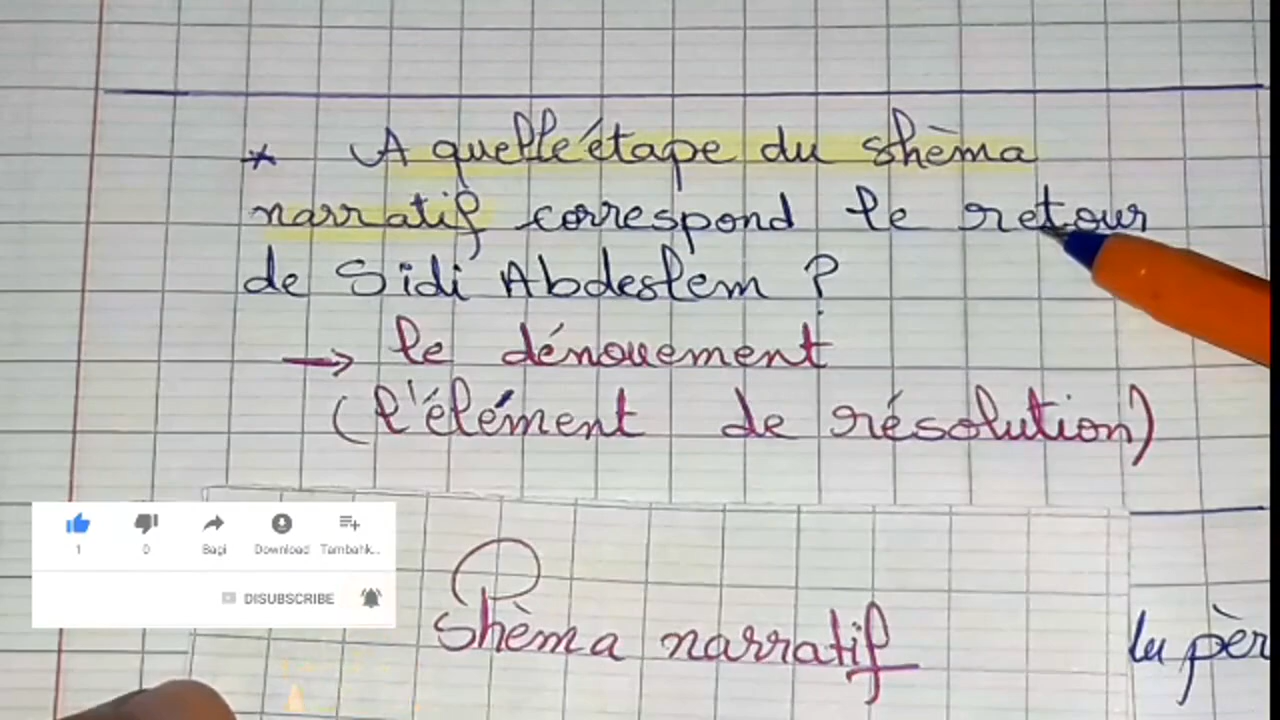 * A quelle étape du shèma
narratif correspond le retour
de Sidi Abdeslem ?
→ le dénouement
(l'élément de résolution)
1 0 Bagi Download Tambahk..
DISUBSCRIBE
Shèma narratif
pèr